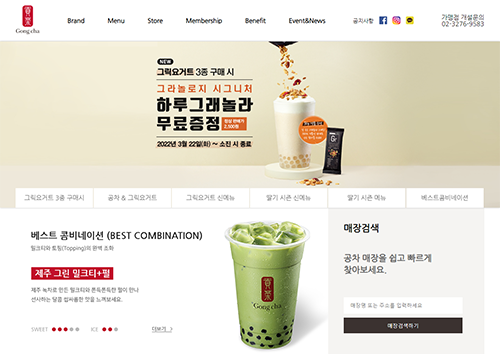 貢茶
Gong cha
Brand Menu Store Membership Benefit Event&News 공지사항
가맹점 개설문의
02-3276-9583
NEW
그릭요거트 3종 구매 시
그라놀로지 시그니처
하루그래놀라
무료증정
정상 판매가
2,500원
2022년 3월 22일(화) ~ 소진 시 종료
그릭요거트 3종 구매시 공차 & 그릭요거트 그릭요거트 신메뉴 딸기 시즌 신메뉴 딸기 시즌 메뉴 베스트콤비네이션
베스트 콤비네이션 (BEST COMBINATION)
밀크티와 토핑(Topping)의 완벽 조화
제주 그린 밀크티+펄
제주 녹차로 만든 밀크티와 쫀득쫀득한 펄이 만나
선사하는 달콤 쌉싸름한 맛을 느껴보세요.
SWEET ICE 더보기 >
貢茶
Gong cha
매장검색
공차 매장을 쉽고 빠르게
찾아보세요.
매장명 또는 주소를 입력하세요
매장검색하기